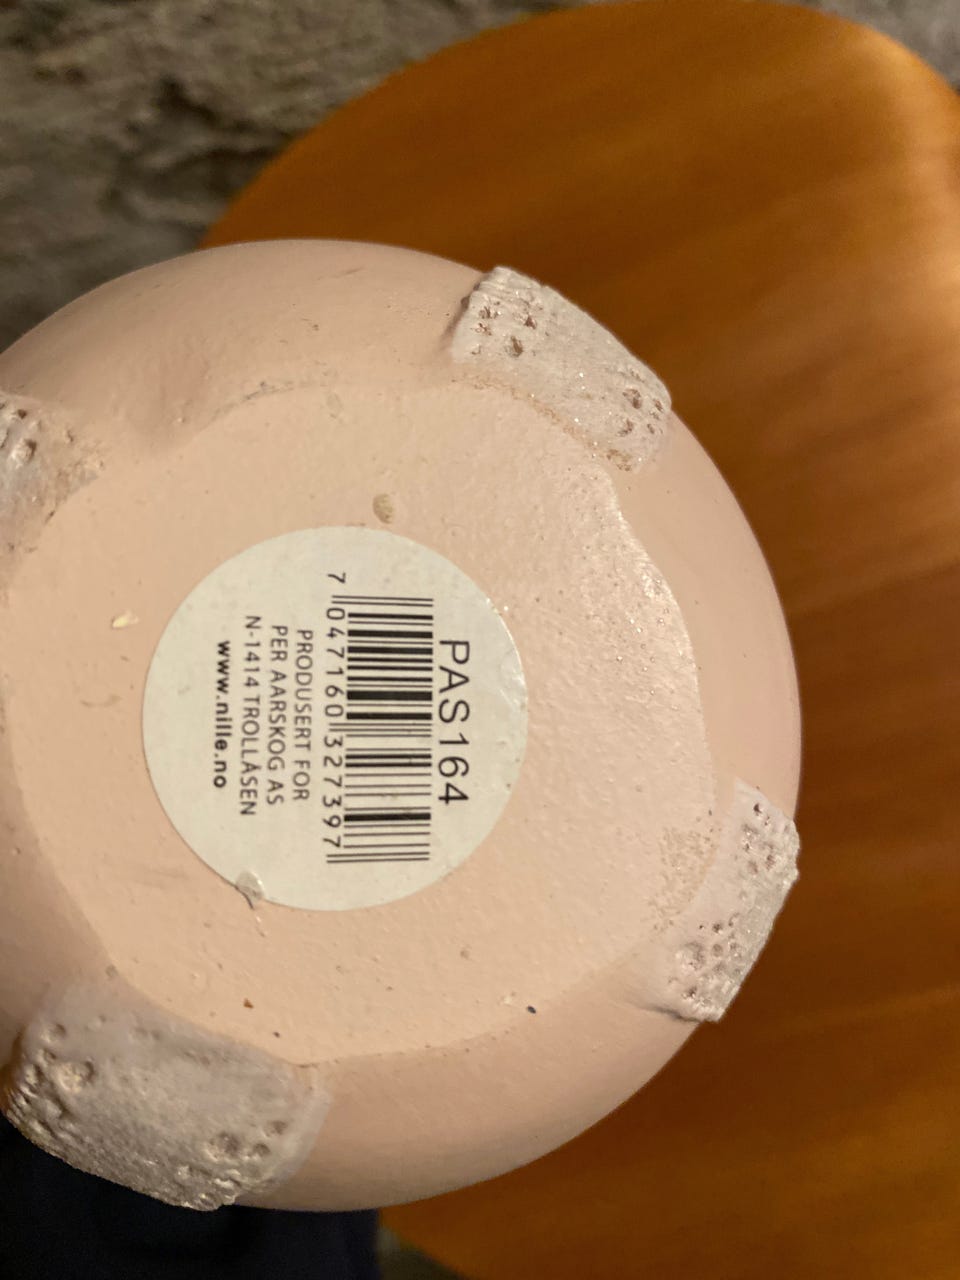 PAS164
7 047160 327397
PRODUSERT FOR
PER AARSKOG AS
N-1414 TROLLÅSEN
www.nille.no